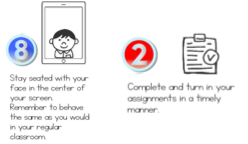 8
Stay seated with your
face in the center of
your screen.
Remember to behave
the same as you would
in your regular
classroom.
2
Complete and turn in your
assignments in a timely
manner.